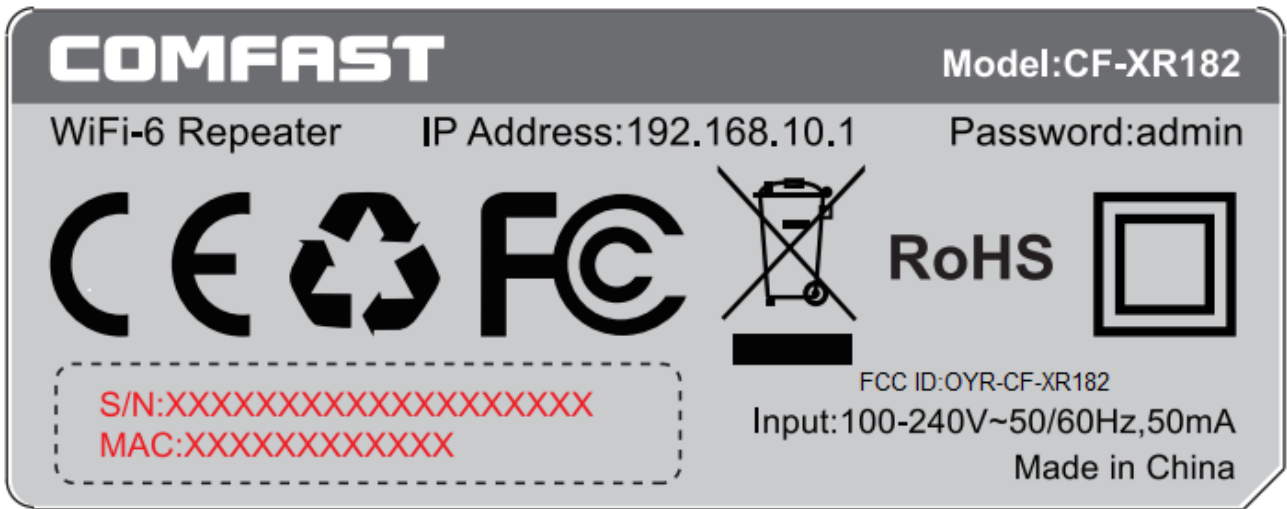 COMFAST Model:CF-XR182
WiFi-6 Repeater IP Address:192.168.10.1 Password:admin
CE FC RoHS
S/N:XXXXXXXXXXXXXXXXXXX
MAC:XXXXXXXXXXXX
FCC ID:OYR-CF-XR182
Input:100-240V~50/60Hz,50mA
Made in China